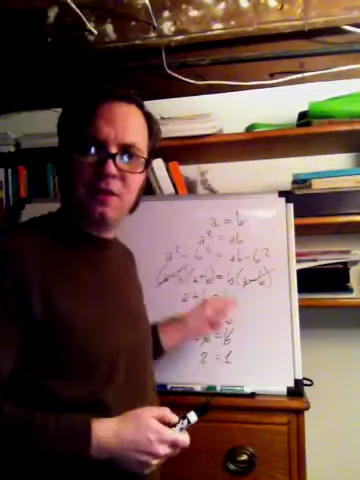 a = b
a² = ab
a² - b² = ab - b²
(a-b)(a+b) = b(a-b)
a + b =
= b
2 = 1